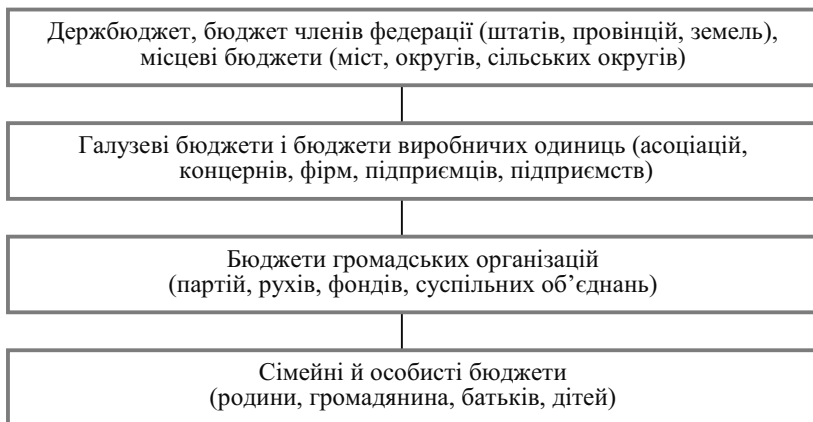 Держбюджет, бюджет членів федерації (штатів, провінцій, земель),
місцеві бюджети (міст, округів, сільських округів)
Галузеві бюджети і бюджети виробничих одиниць (асоціацій,
концернів, фірм, підприємців, підприємств)
Бюджети громадських організацій
(партій, рухів, фондів, суспільних об’єднань)
Сімейні й особисті бюджети
(родини, громадянина, батьків, дітей)